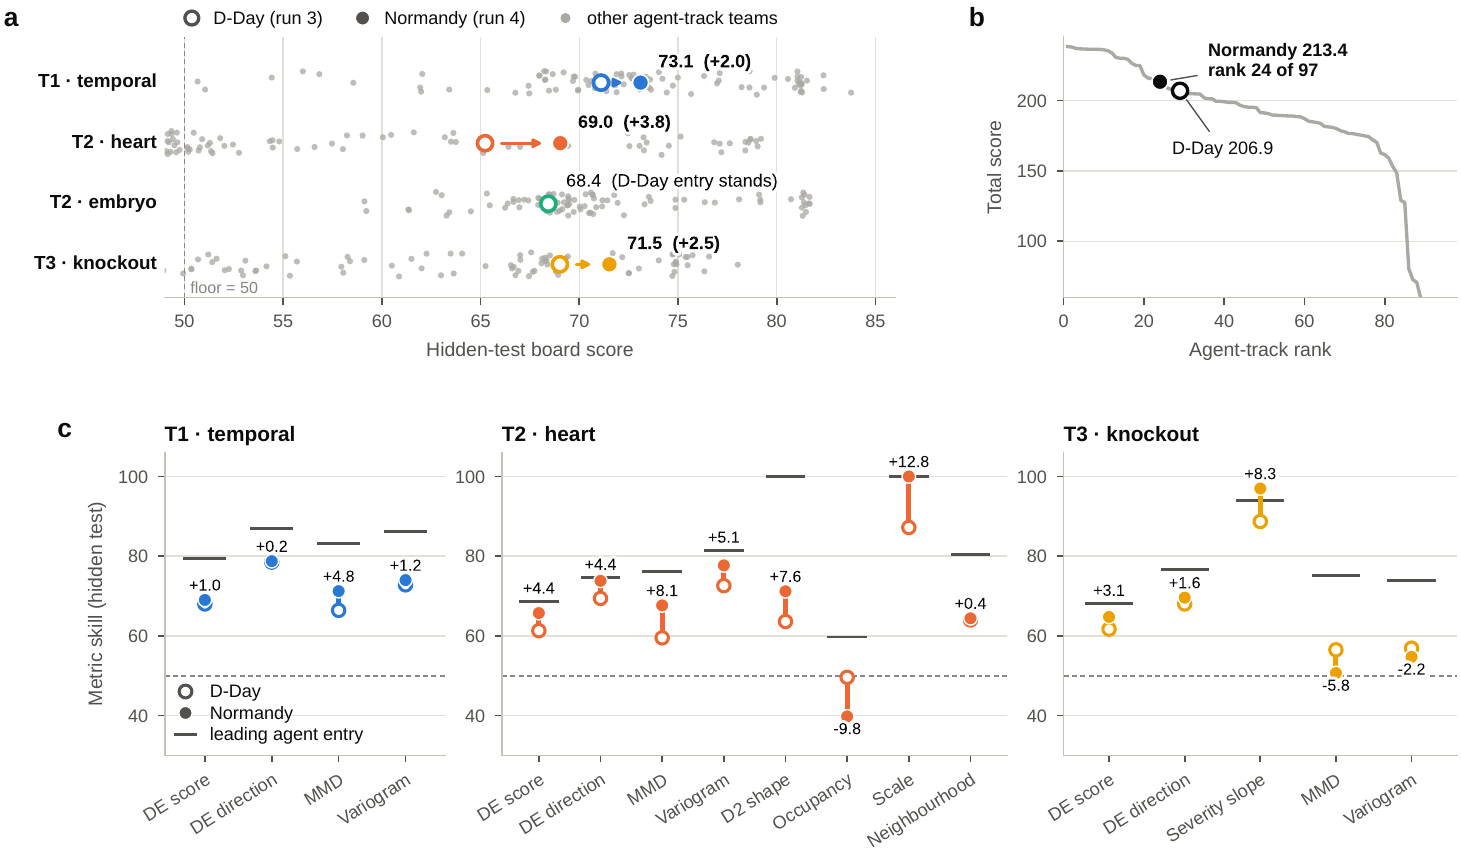 a
D-Day (run 3)
Normandy (run 4)
other agent-track teams
T1 · temporal
73.1 (+2.0)
T2 · heart
69.0 (+3.8)
T2 · embryo
68.4 (D-Day entry stands)
T3 · knockout
71.5 (+2.5)
floor = 50
50 55 60 65 70 75 80 85
Hidden-test board score
b
Normandy 213.4
rank 24 of 97
D-Day 206.9
Total score
200
150
100
0 20 40 60 80
Agent-track rank
c
T1 · temporal
Metric skill (hidden test)
100
80
60
40
+1.0
+0.2
+4.8
+1.2
D-Day
Normandy
leading agent entry
DE score
DE direction
MMD
Variogram
T2 · heart
100
80
60
40
+4.4
+4.4
+8.1
+5.1
+7.6
-9.8
+12.8
+0.4
DE score
DE direction
MMD
Variogram
D2 shape
Occupancy
Scale
Neighbourhood
T3 · knockout
100
80
60
40
+3.1
+1.6
+8.3
-5.8
-2.2
DE score
DE direction
Severity slope
MMD
Variogram